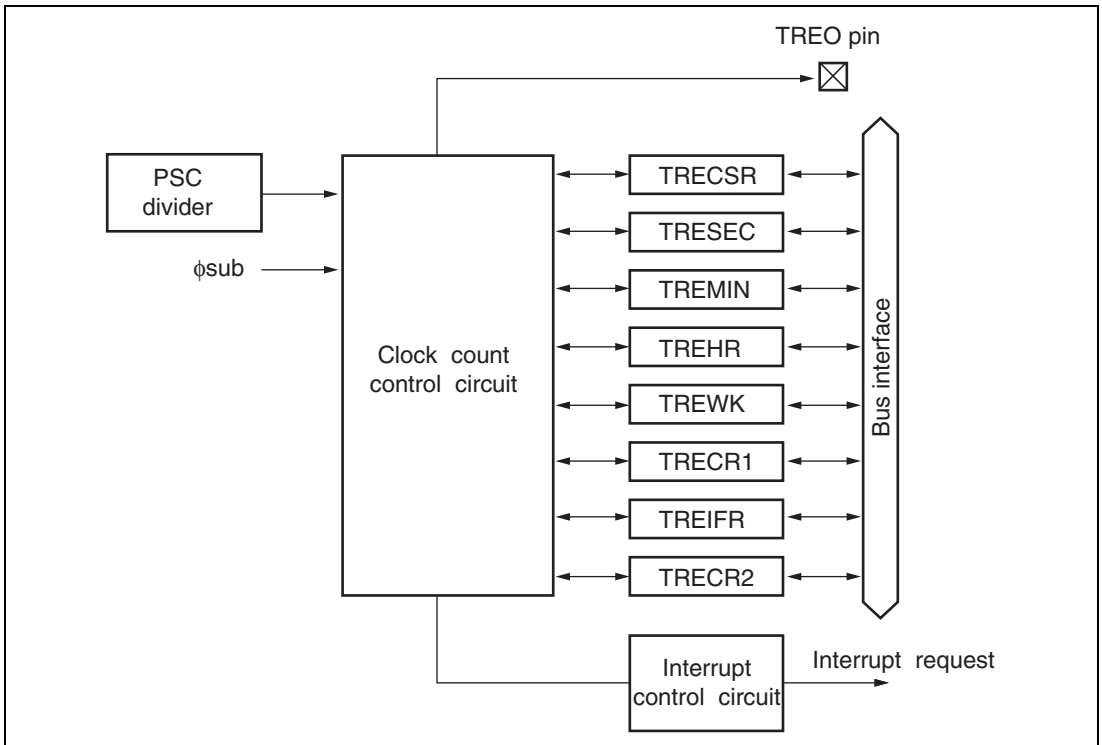 TREO pin
PSC
divider
ϕsub
Clock count
control circuit
TRECSR
TRESEC
TREMIN
TREHR
TREWK
TRECR1
TREIFR
TRECR2
Bus interface
Interrupt
control circuit
Interrupt request